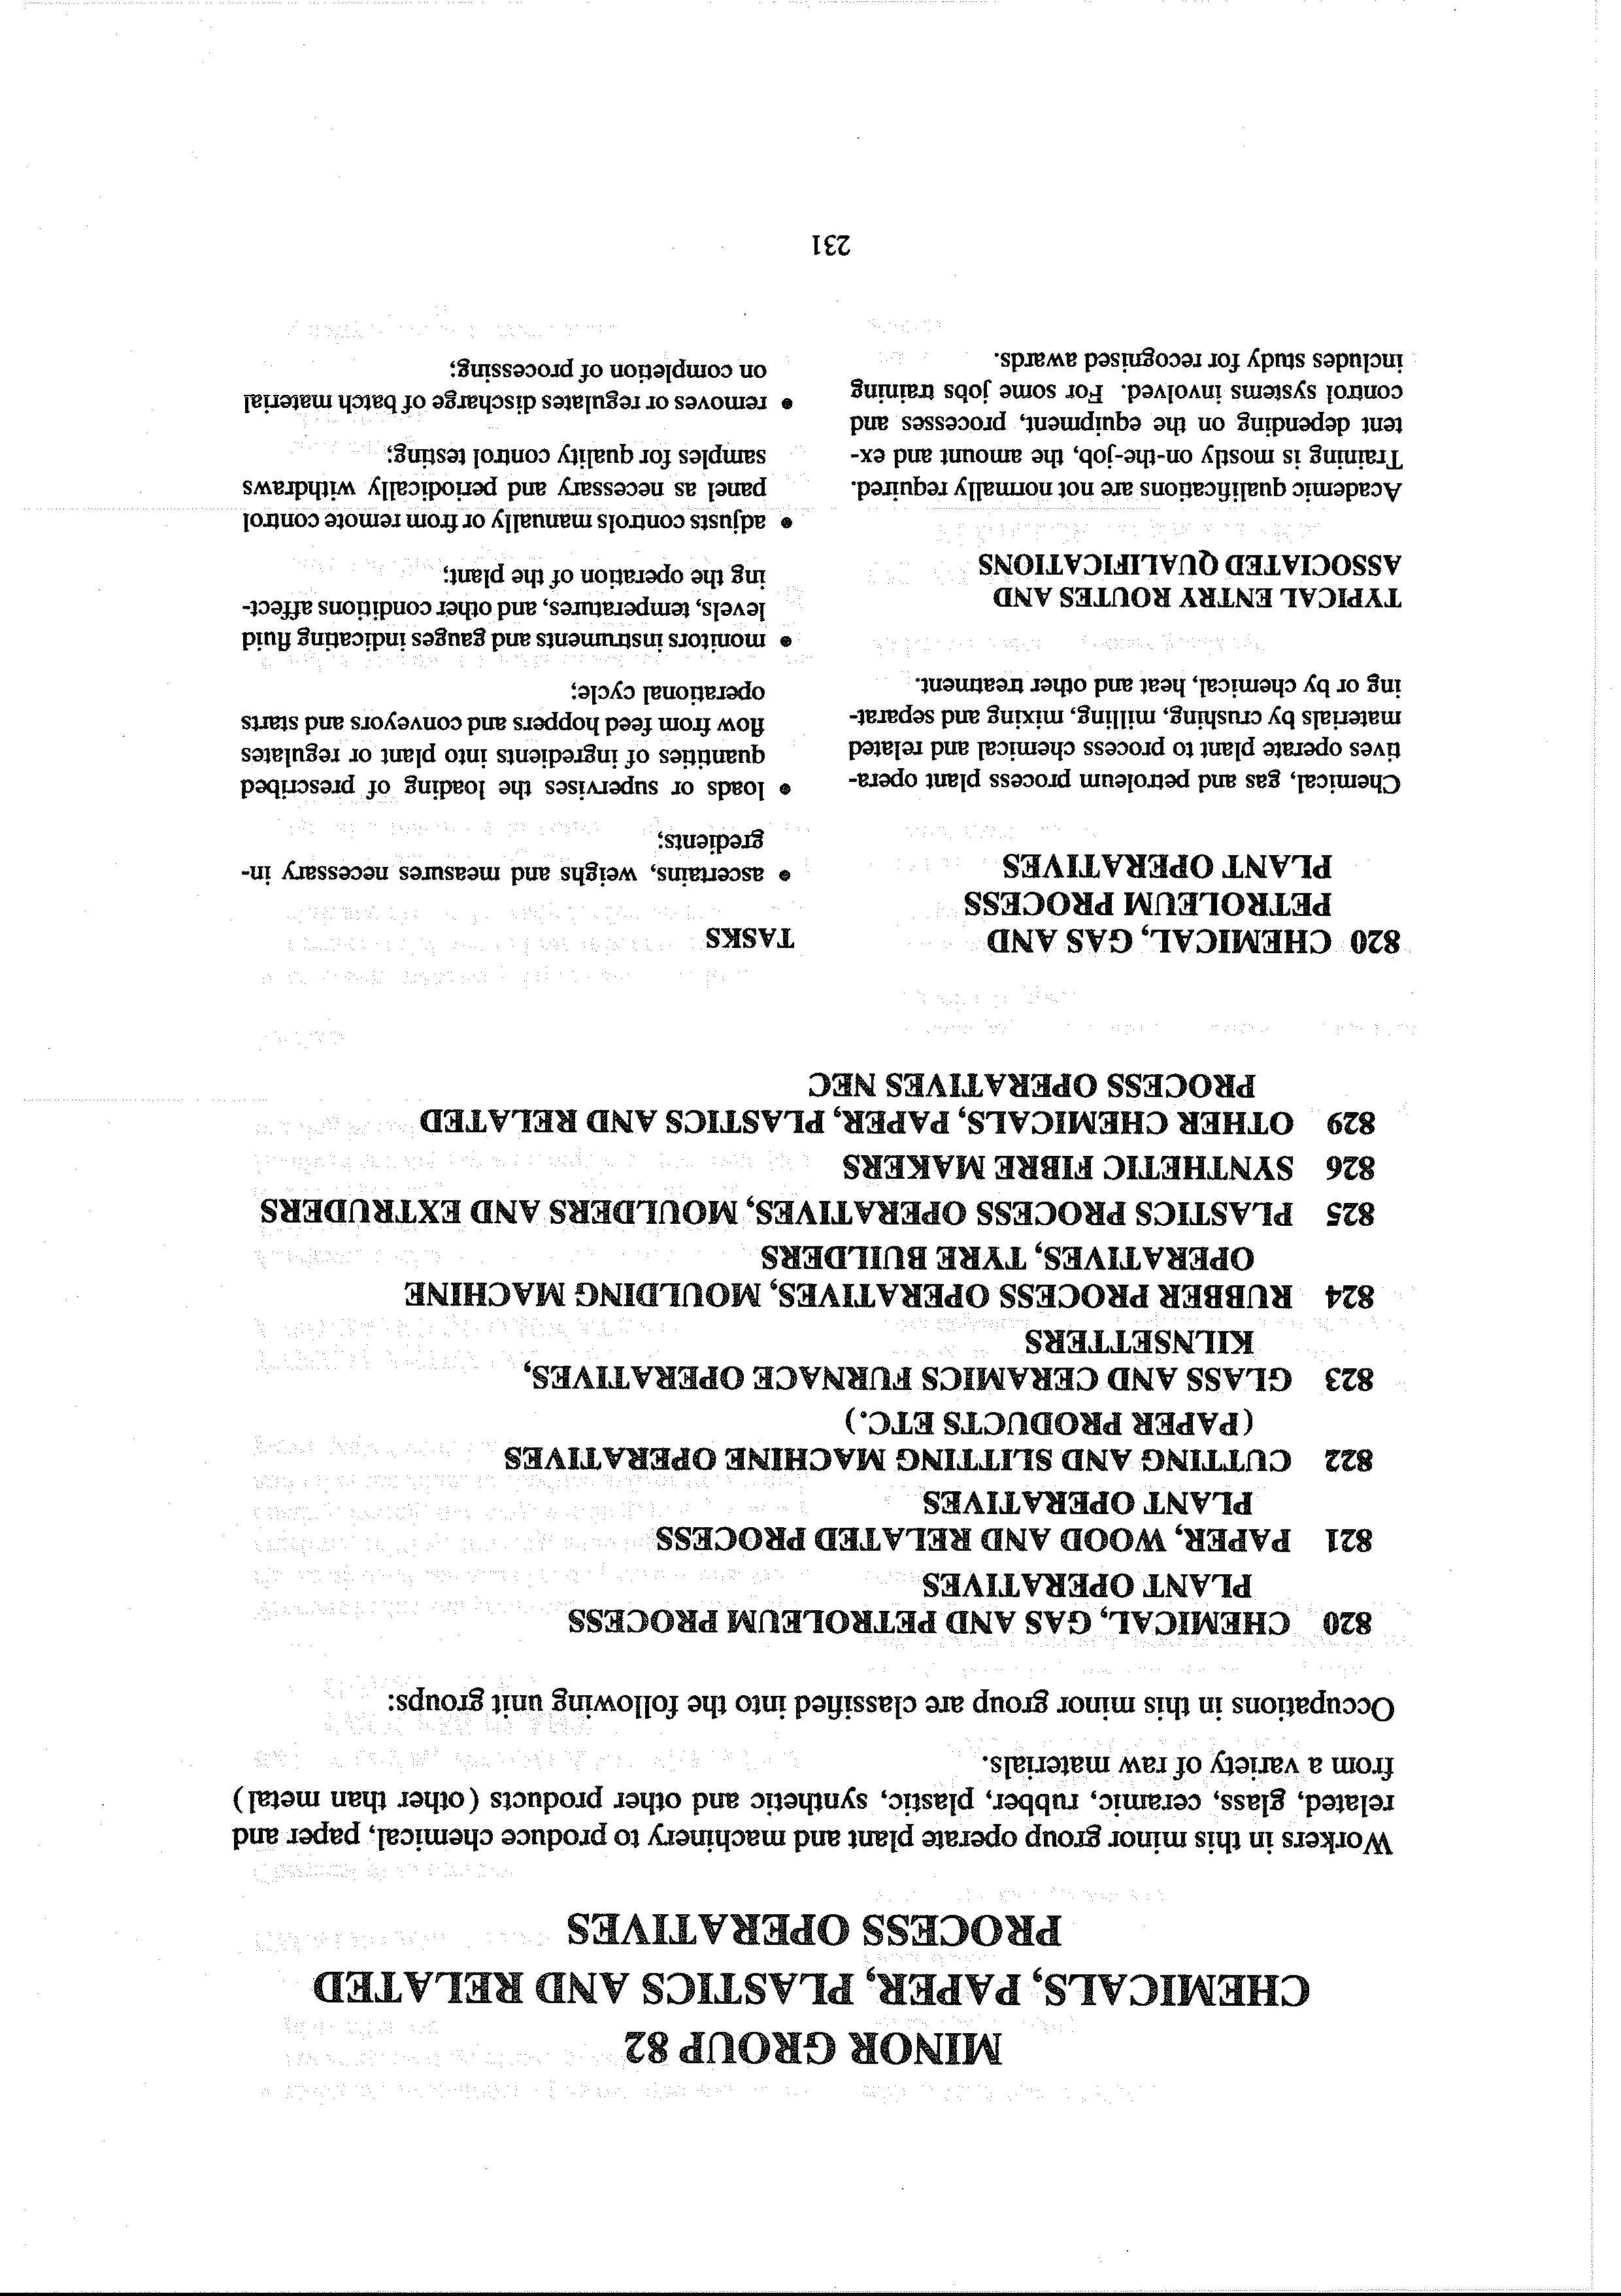 MINOR GROUP 82
CHEMICALS, PAPER, PLASTICS AND RELATED
PROCESS OPERATIVES
Workers in this minor group operate plant and machinery to produce chemical, paper and
related, glass, ceramic, rubber, plastic, synthetic and other products (other than metal)
from a variety of raw materials.
Occupations in this minor group are classified into the following unit groups:
820 CHEMICAL, GAS AND PETROLEUM PROCESS
PLANT OPERATIVES
821 PAPER, WOOD AND RELATED PROCESS
PLANT OPERATIVES
822 CUTTING AND SLITTING MACHINE OPERATIVES
(PAPER PRODUCTS ETC.)
823 GLASS AND CERAMICS FURNACE OPERATIVES,
KILNSETTERS
824 RUBBER PROCESS OPERATIVES, MOULDING MACHINE
OPERATIVES, TYRE BUILDERS
825 PLASTICS PROCESS OPERATIVES, MOULDERS AND EXTRUDERS
826 SYNTHETIC FIBRE MAKERS
829 OTHER CHEMICALS, PAPER, PLASTICS AND RELATED
PROCESS OPERATIVES NEC
820 CHEMICAL, GAS AND
PETROLEUM PROCESS
PLANT OPERATIVES
Chemical, gas and petroleum process plant opera-
tives operate plant to process chemical and related
materials by crushing, milling, mixing and separat-
ing or by chemical, heat and other treatment.
TYPICAL ENTRY ROUTES AND
ASSOCIATED QUALIFICATIONS
Academic qualifications are not normally required.
Training is mostly on-the-job, the amount and ex-
tent depending on the equipment, processes and
control systems involved. For some jobs training
includes study for recognised awards.
TASKS
• ascertains, weighs and measures necessary in-
gredients;
• loads or supervises the loading of prescribed
quantities of ingredients into plant or regulates
flow from feed hoppers and conveyors and starts
operational cycle;
• monitors instruments and gauges indicating fluid
levels, temperatures, and other conditions affect-
ing the operation of the plant;
• adjusts controls manually or from remote control
panel as necessary and periodically withdraws
samples for quality control testing;
• removes or regulates discharge of batch material
on completion of processing;
231